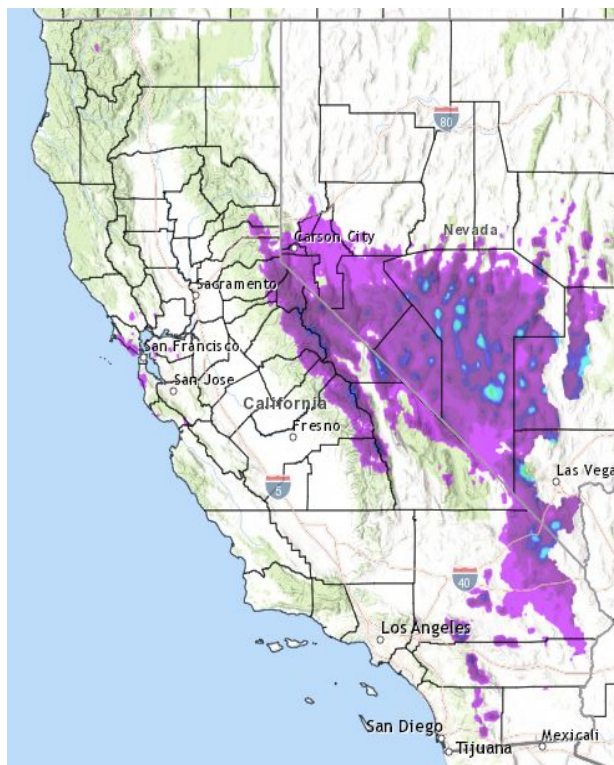 80
Nevada
Carson City
Sacramento
San Francisco
San Jose
California
Fresno
5
Las Vega
40
Los Angeles
San Diego
Tijuana
Mexicali